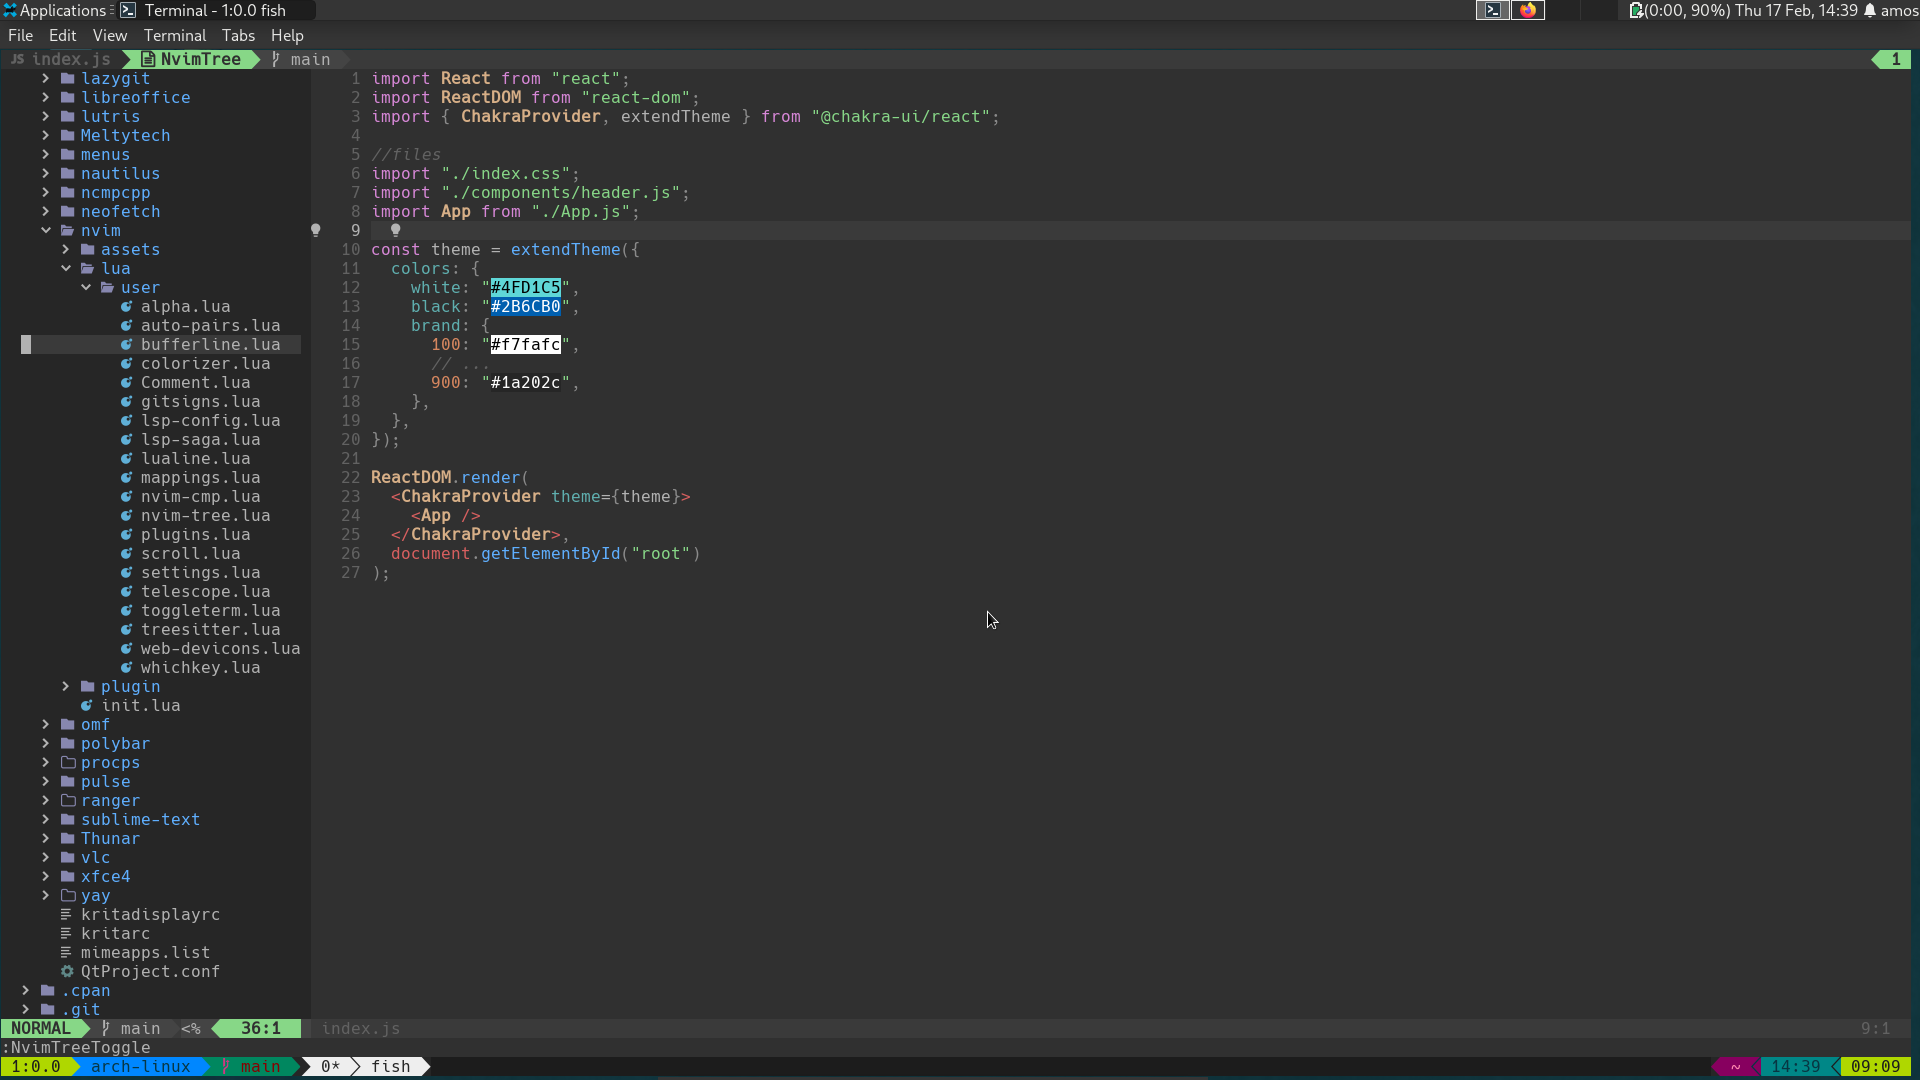 Applications Terminal - 1:0.0 fish (0:00, 90%) Thu 17 Feb, 14:39 amos
File Edit View Terminal Tabs Help
JS index.js NvimTree main 1
lazygit
libreoffice
lutris
Meltytech
menus
nautilus
ncmpcpp
neofetch
nvim
assets
lua
user
alpha.lua
auto-pairs.lua
bufferline.lua
colorizer.lua
Comment.lua
gitsigns.lua
lsp-config.lua
lsp-saga.lua
lualine.lua
mappings.lua
nvim-cmp.lua
nvim-tree.lua
plugins.lua
scroll.lua
settings.lua
telescope.lua
toggleterm.lua
treesitter.lua
web-devicons.lua
whichkey.lua
plugin
init.lua
omf
polybar
procps
pulse
ranger
sublime-text
Thunar
vlc
xfce4
yay
kritadisplayrc
kritarc
mimeapps.list
QtProject.conf
.cpan
.git
1 import React from "react";
2 import ReactDOM from "react-dom";
3 import { ChakraProvider, extendTheme } from "@chakra-ui/react";
4
5 //files
6 import "./index.css";
7 import "./components/header.js";
8 import App from "./App.js";
9
10 const theme = extendTheme({
11 colors: {
12 white: "#4FD1C5",
13 black: "#2B6CB0",
14 brand: {
15 100: "#f7fafc",
16 // ...
17 900: "#1a202c",
18 },
19 },
20 });
21
22 ReactDOM.render(
23 <ChakraProvider theme={theme}>
24 <App />
25 </ChakraProvider>,
26 document.getElementById("root")
27 );
NORMAL main <% 36:1 index.js 9:1
:NvimTreeToggle
1:0.0 arch-linux main 0* fish ~ 14:39 09:09